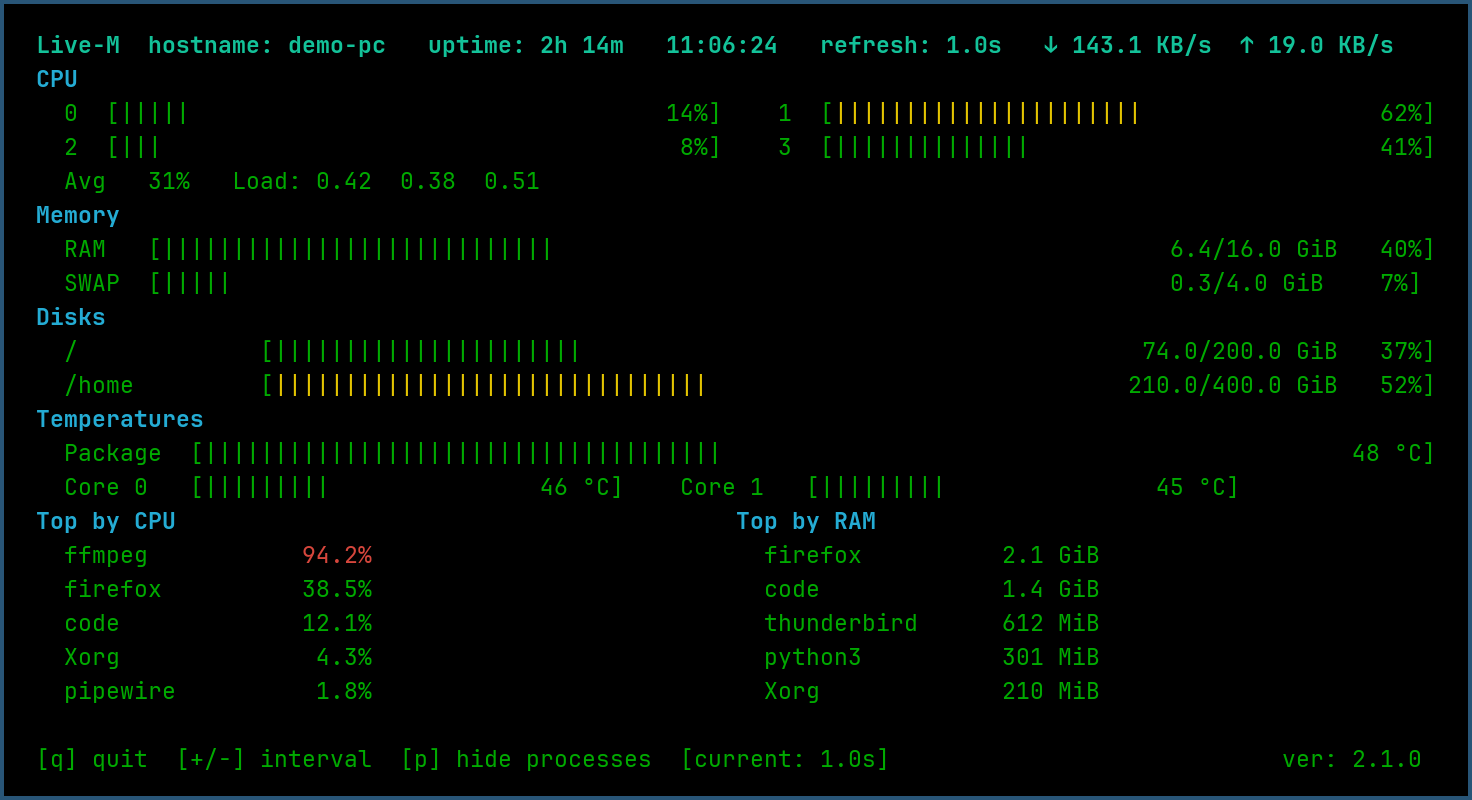 Live-M  hostname: demo-pc   uptime: 2h 14m   11:06:24   refresh: 1.0s   ↓ 143.1 KB/s  ↑ 19.0 KB/s
CPU
  0  [|||||                                  14%]    1  [||||||||||||||||||||||                 62%]
  2  [|||                                     8%]    3  [||||||||||||||                         41%]
  Avg   31%   Load: 0.42  0.38  0.51
Memory
  RAM   [||||||||||||||||||||||||||||                                            6.4/16.0 GiB   40%]
  SWAP  [|||||                                                                   0.3/4.0 GiB    7%]
Disks
  /             [||||||||||||||||||||||                                        74.0/200.0 GiB   37%]
  /home         [|||||||||||||||||||||||||||||||                              210.0/400.0 GiB   52%]
Temperatures
  Package  [|||||||||||||||||||||||||||||||||||||                                             48 °C]
  Core 0   [|||||||||               46 °C]    Core 1   [|||||||||               45 °C]
Top by CPU                                        Top by RAM
  ffmpeg           94.2%                            firefox          2.1 GiB
  firefox          38.5%                            code             1.4 GiB
  code             12.1%                            thunderbird      612 MiB
  Xorg              4.3%                            python3          301 MiB
  pipewire          1.8%                            Xorg             210 MiB
[q] quit  [+/-] interval  [p] hide processes  [current: 1.0s]                            ver: 2.1.0